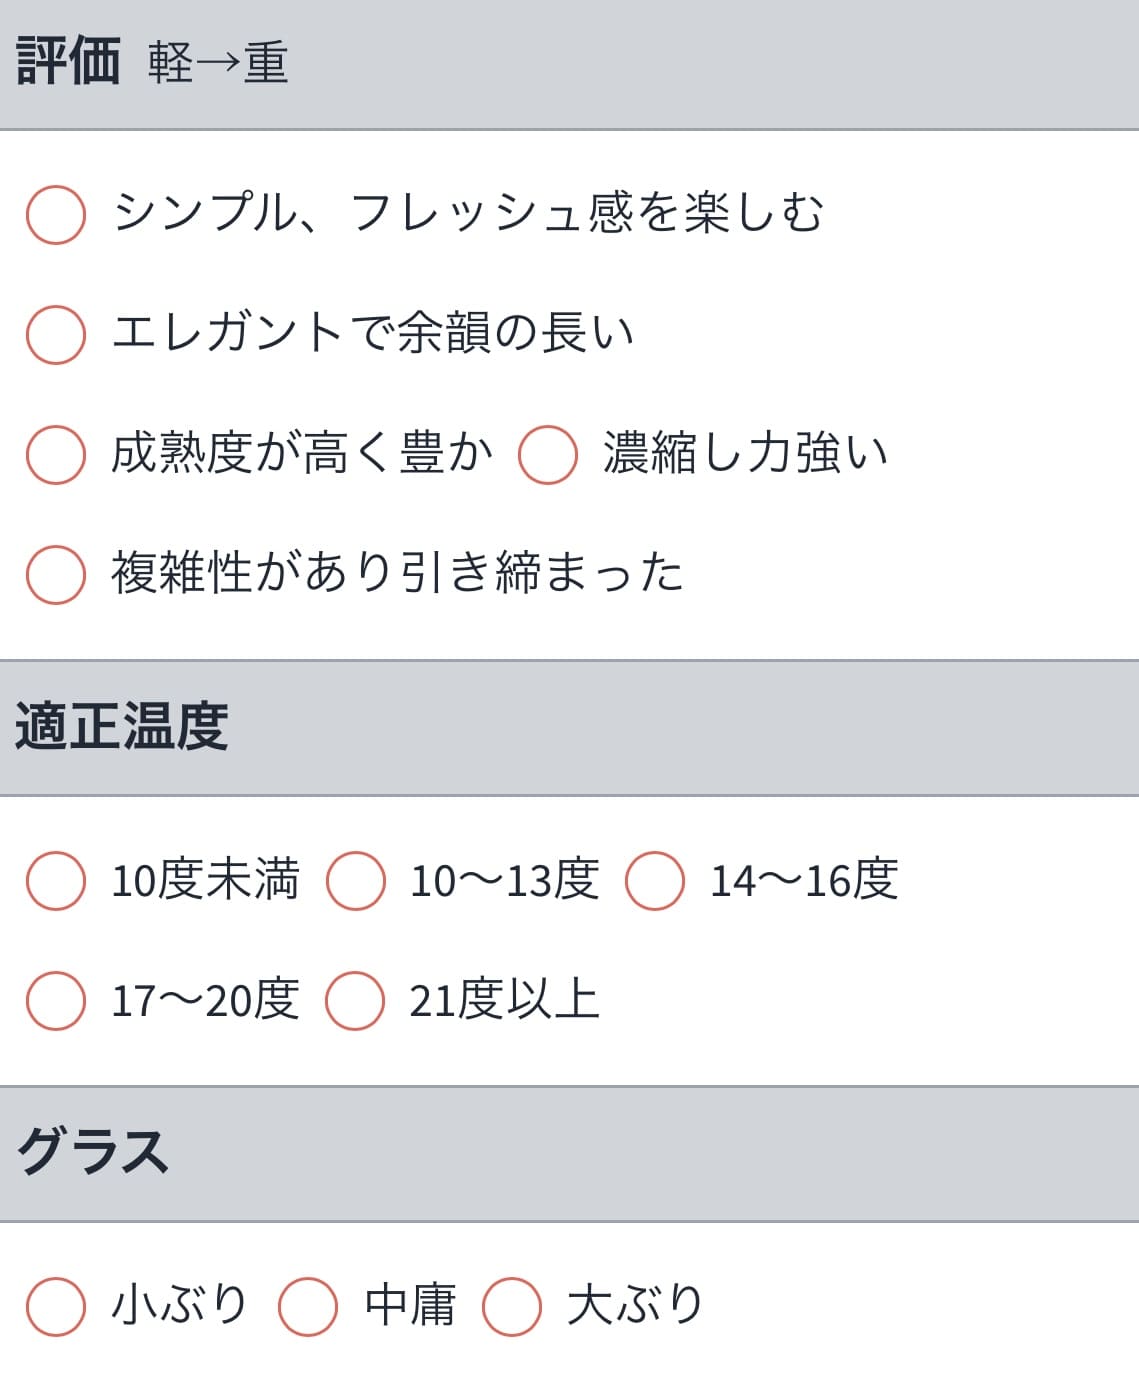 評価 軽→重
シンプル、フレッシュ感を楽しむ
エレガントで余韻の長い
成熟度が高く豊か 濃縮し力強い
複雑性があり引き締まった
適正温度
10度未満 10〜13度 14〜16度
17〜20度 21度以上
グラス
小ぶり 中庸 大ぶり